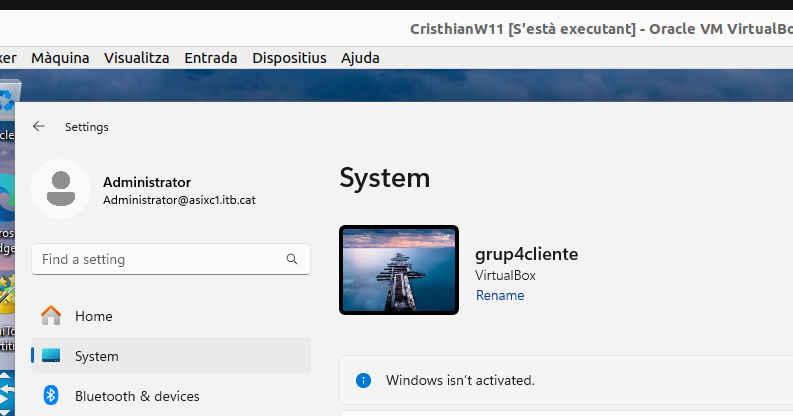 CristhianW11 [S'està executant] - Oracle VM VirtualBo
Màquina Visualitza Entrada Dispositius Ajuda
Settings
Administrator
Administrator@asixc1.itb.cat
System
Find a setting
grup4cliente
VirtualBox
Rename
Home
System
Windows isn't activated.
Bluetooth & devices